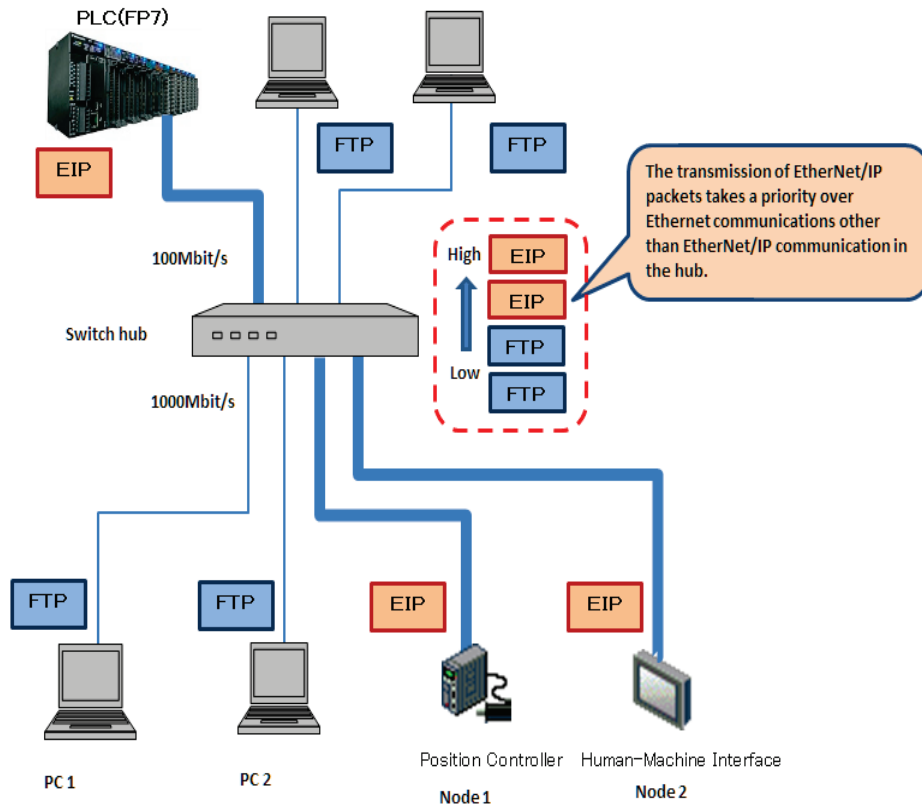 PLC(FP7)
EIP
FTP
FTP
The transmission of EtherNet/IP
packets takes a priority over
Ethernet communications other
than EtherNet/IP communication in
the hub.
100Mbit/s
High
EIP
EIP
Switch hub
FTP
Low
FTP
1000Mbit/s
FTP
FTP
EIP
EIP
Position Controller
Human-Machine Interface
PC 1
PC 2
Node 1
Node 2